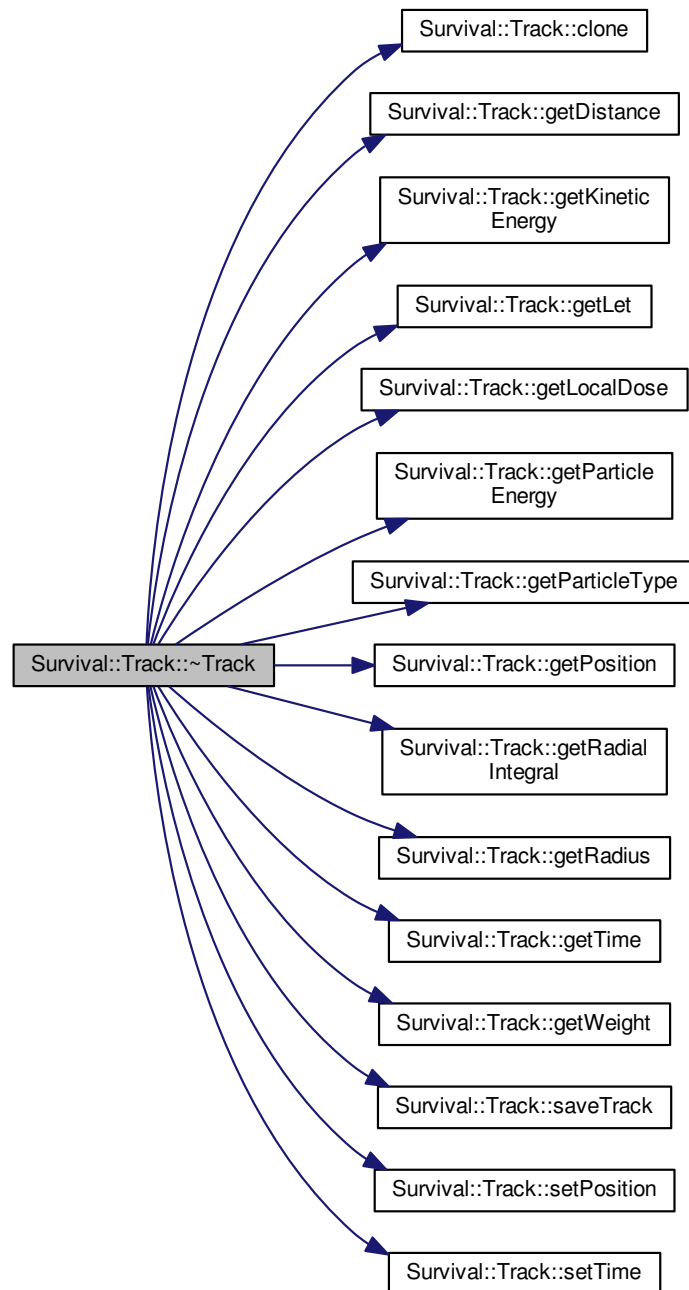 Survival::Track::clone
Survival::Track::getDistance
Survival::Track::getKinetic
Energy
Survival::Track::getLet
Survival::Track::getLocalDose
Survival::Track::getParticle
Energy
Survival::Track::getParticleType
Survival::Track::~Track
Survival::Track::getPosition
Survival::Track::getRadial
Integral
Survival::Track::getRadius
Survival::Track::getTime
Survival::Track::getWeight
Survival::Track::saveTrack
Survival::Track::setPosition
Survival::Track::setTime